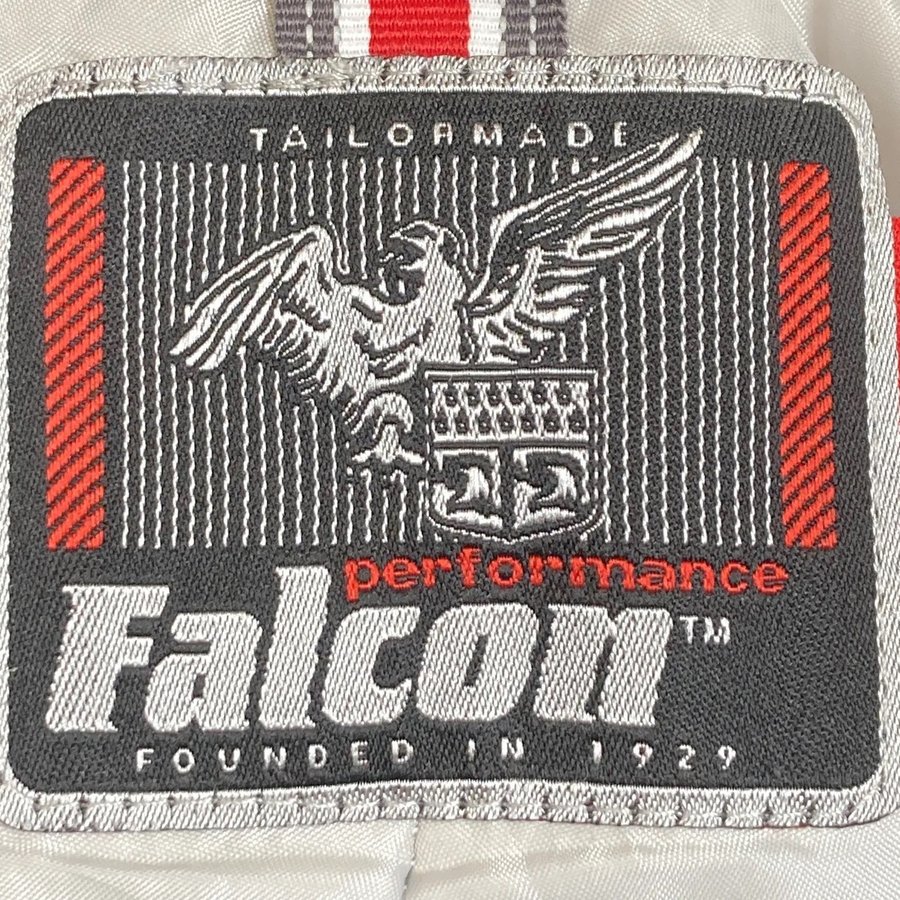 TAILORMADE
performance
Falcon™
FOUNDED IN 1929